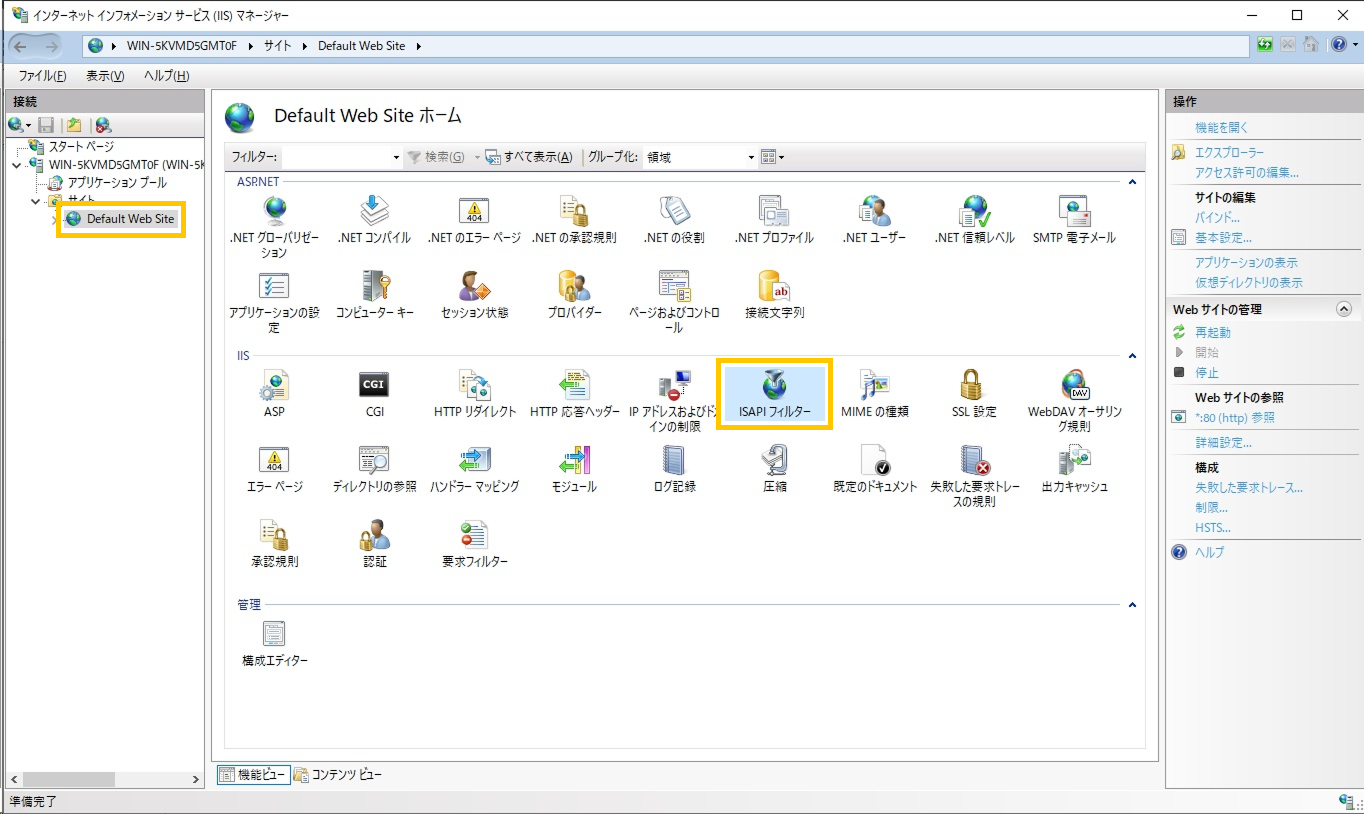 インターネット インフォメーション サービス (IIS) マネージャー
WIN-5KVMD5GMT0F
サイト
Default Web Site
ファイル(F) 表示(V) ヘルプ(H)
接続
スタート ページ
WIN-5KVMD5GMT0F (WIN-5K
アプリケーション プール
サイト
Default Web Site
Default Web Site ホーム
フィルター: 検索(G) すべて表示(A) グループ化: 領域
ASP.NET
.NET グローバリゼーション
.NET コンパイル
.NET のエラー ページ
.NET の承認規則
.NET の役割
.NET プロファイル
.NET ユーザー
.NET 信頼レベル
SMTP 電子メール
アプリケーションの設定
コンピューター キー
セッション状態
プロバイダー
ページおよびコントロール
ab
接続文字列
IIS
ASP
CGI
CGI
HTTP リダイレクト
HTTP 応答ヘッダー
IP アドレスおよびドメインの制限
ISAPI フィルター
MIME の種類
SSL 設定
DAV
WebDAV オーサリング規則
404
エラー ページ
ディレクトリの参照
ハンドラー マッピング
モジュール
ログ記録
圧縮
既定のドキュメント
失敗した要求トレースの規則
出力キャッシュ
承認規則
認証
要求フィルター
管理
構成エディター
機能ビュー
コンテンツ ビュー
操作
機能を開く
エクスプローラー
アクセス許可の編集...
サイトの編集
バインド...
基本設定...
アプリケーションの表示
仮想ディレクトリの表示
Web サイトの管理
再起動
開始
停止
Web サイトの参照
*:80 (http) 参照
詳細設定...
構成
失敗した要求トレース...
制限...
HSTS...
ヘルプ
準備完了